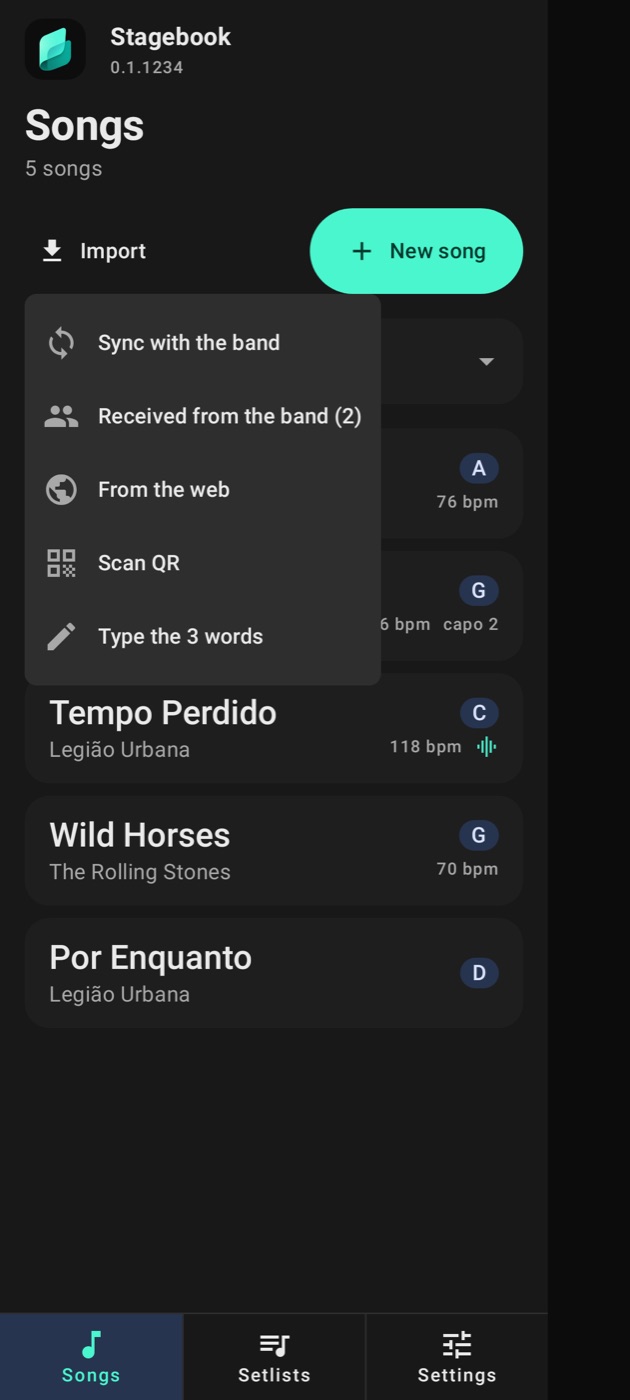 Stagebook
0.1.1234
Songs
5 songs
Import
New song
Sync with the band
Received from the band (2)
From the web
Scan QR
Type the 3 words
A
76 bpm
G
6 bpm capo 2
Tempo Perdido
C
Legião Urbana
118 bpm
Wild Horses
G
The Rolling Stones
70 bpm
Por Enquanto
D
Legião Urbana
Songs
Setlists
Settings